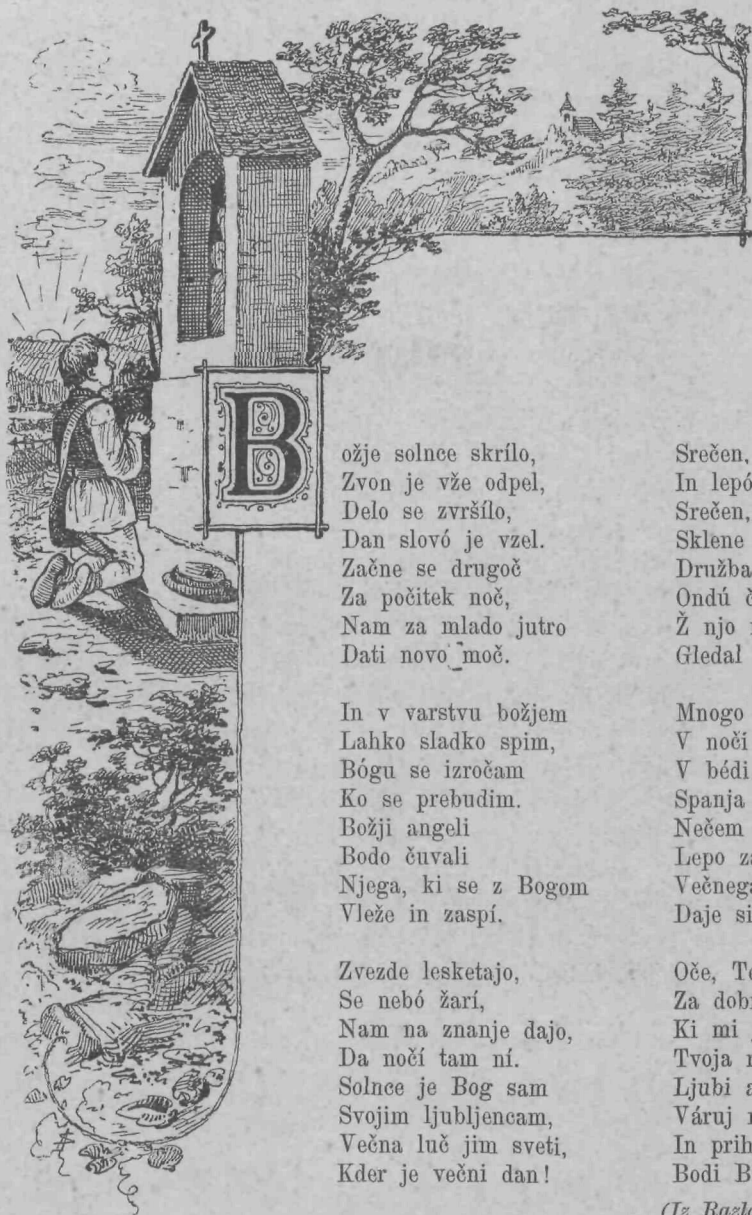 Božje solnce skrílo,
Zvon je vže odpel,
Delo se zvršílo,
Dan slovó je vzel.
Začne se drugoč
Za počitek noč,
Nam za mlado jutro
Dati novo moč.

In v varstvu božjem
Lahko sladko spim,
Bógu se izročam
Ko se prebudim.
Božji angeli
Bodo čuvali
Njega, ki se z Bogom
Vleže in zaspí.

Zvezde lesketajo,
Se nebó žarí,
Nam na znanje dajo,
Da nočí tam ní.
Solnce je Bog sam
Svojim ljubljencam,
Večna luč jim sveti,
Kder je večni dan!

Srečen,
In lepó
Srečen,
Sklene
Družba
Ondú
Ž njo
Gledal

Mnogo
V nočí
V bédi
Spanja
Nečem
Lepo
Večnega
Daje

Oče,
Za
Ki mi
Tvoja
Ljubi
Váruj
In
Bodi
(Iz